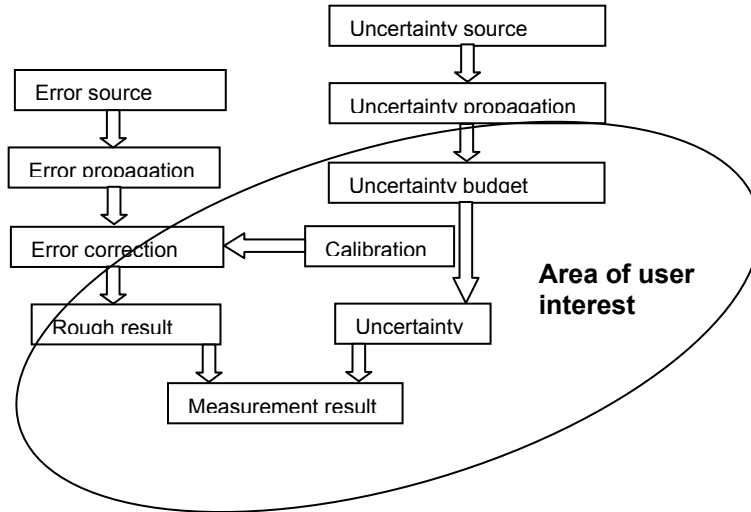 Uncertainty source
Error source
Uncertainty propagation
Error propagation
Uncertainty budget
Error correction
Calibration
Area of user
interest
Rough result
Uncertainty
Measurement result